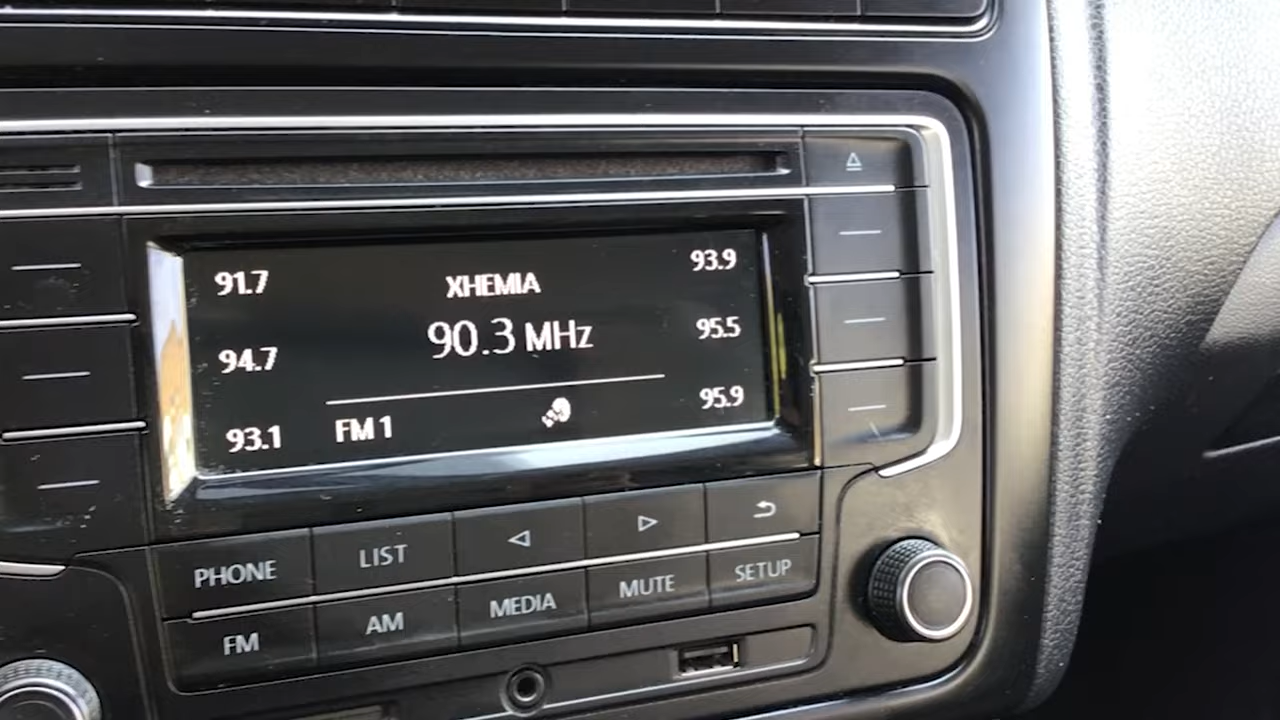 91.7 XHEMIA 93.9
94.7 90.3 MHz 95.5
93.1 FM 1 95.9
PHONE LIST
FM AM MEDIA MUTE SETUP